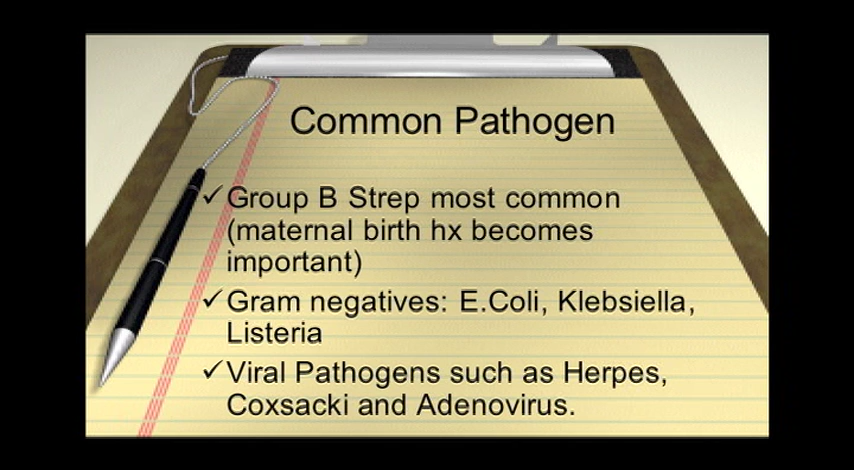 Common Pathogen
✓Group B Strep most common
(maternal birth hx becomes
important)
✓Gram negatives: E.Coli, Klebsiella,
Listeria
✓Viral Pathogens such as Herpes,
Coxsacki and Adenovirus.